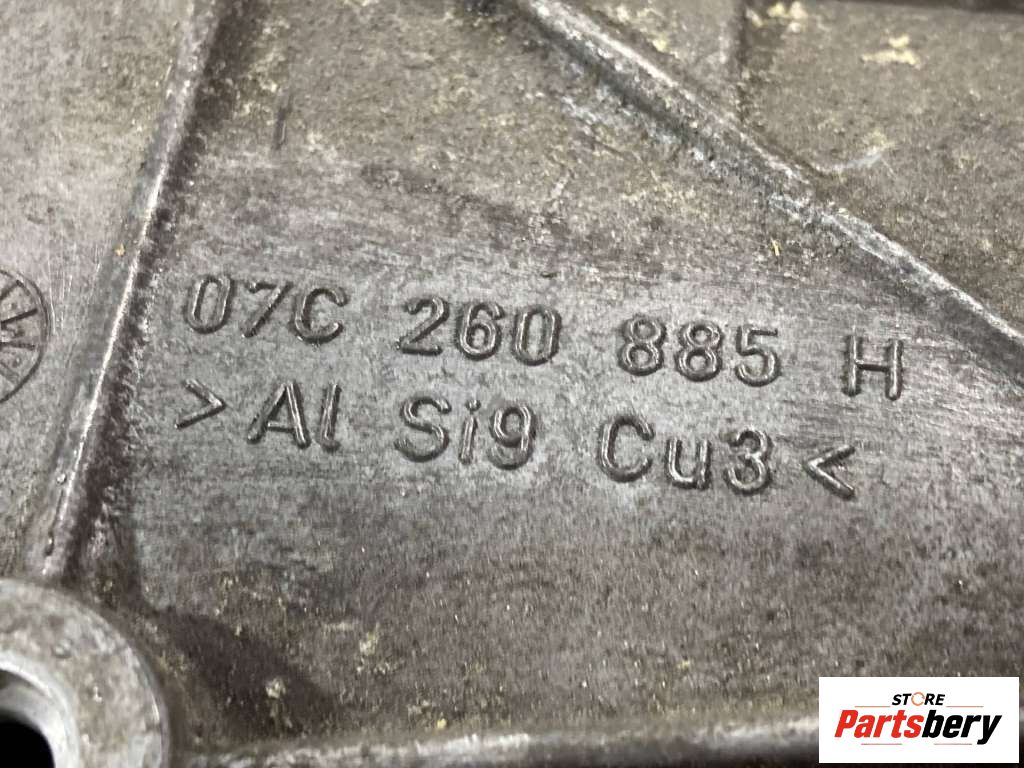 07C 260 885 H
>Al Si9 Cu3<
STORE
Partsbery